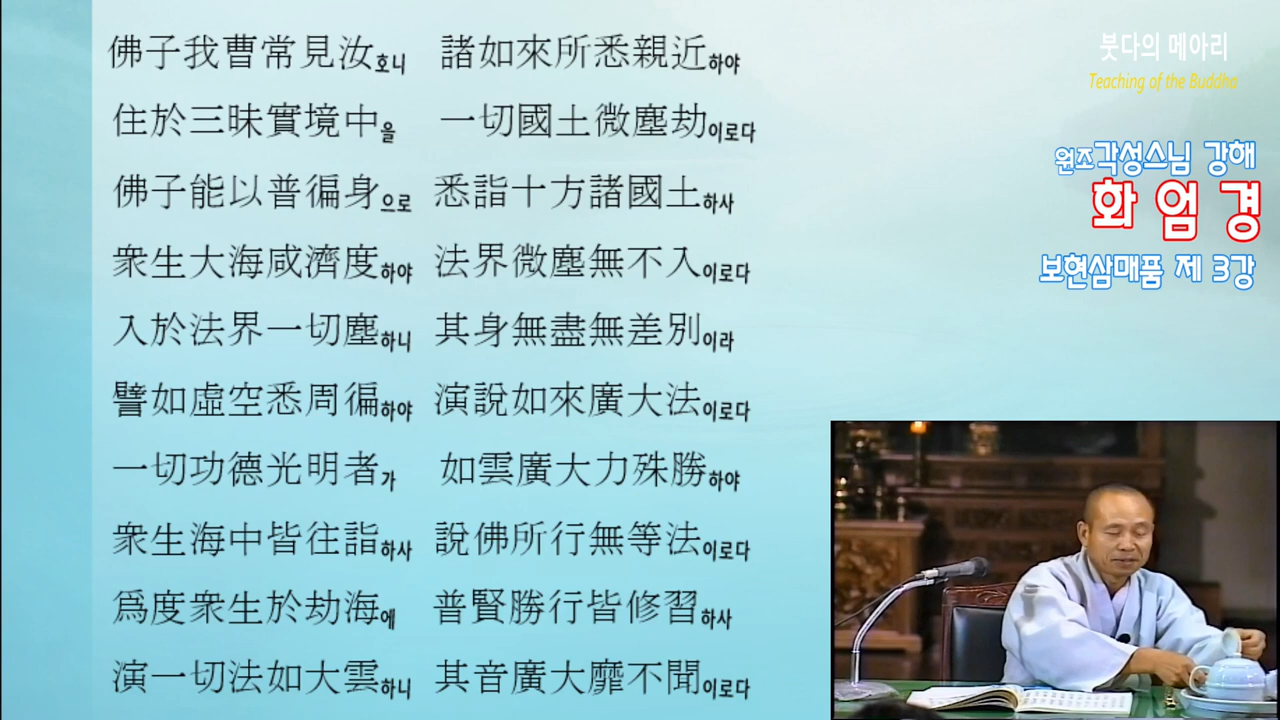 佛子我曹常見汝호니 諸如來所悉親近하야
住於三昧實境中을 一切國土微塵劫이로다
佛子能以普徧身으로 悉詣十方諸國土하사
衆生大海咸濟度하야 法界微塵無不入이로다
入於法界一切塵하니 其身無盡無差別이라
譬如虛空悉周徧하야 演說如來廣大法이로다
一切功德光明者가 如雲廣大力殊勝하야
衆生海中皆往詣하사 說佛所行無等法이로다
爲度衆生於劫海에 普賢勝行皆修習하사
演一切法如大雲하니 其音廣大靡不聞이로다
붓다의 메아리
Teaching of the Buddha
원조각성스님 강해
화엄경
보현삼매품 제 3강